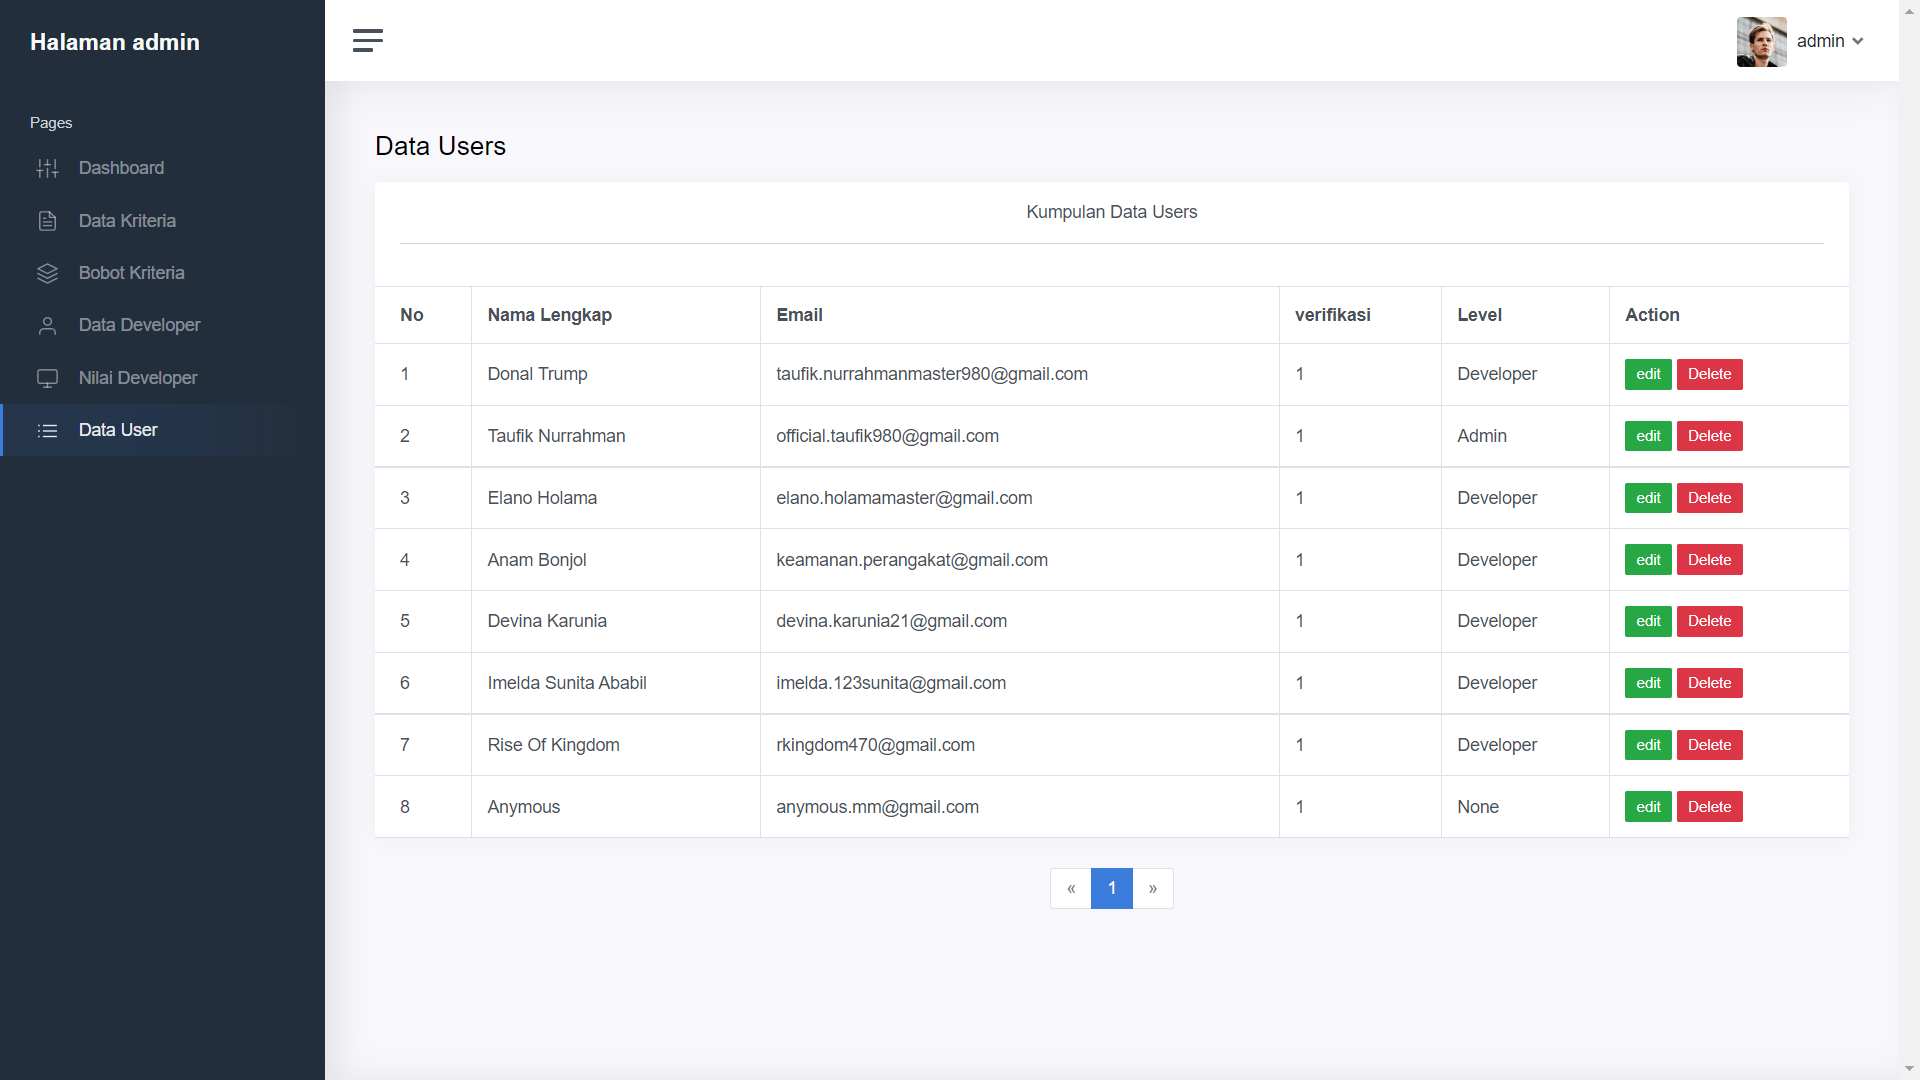 Halaman admin
admin
Pages
Dashboard
Data Kriteria
Bobot Kriteria
Data Developer
Nilai Developer
Data User
Data Users
Kumpulan Data Users
No Nama Lengkap Email verifikasi Level Action
1 Donal Trump taufik.nurrahmanmaster980@gmail.com 1 Developer edit Delete
2 Taufik Nurrahman official.taufik980@gmail.com 1 Admin edit Delete
3 Elano Holama elano.holamamaster@gmail.com 1 Developer edit Delete
4 Anam Bonjol keamanan.perangakat@gmail.com 1 Developer edit Delete
5 Devina Karunia devina.karunia21@gmail.com 1 Developer edit Delete
6 Imelda Sunita Ababil imelda.123sunita@gmail.com 1 Developer edit Delete
7 Rise Of Kingdom rkingdom470@gmail.com 1 Developer edit Delete
8 Anymous anymous.mm@gmail.com 1 None edit Delete
« 1 »